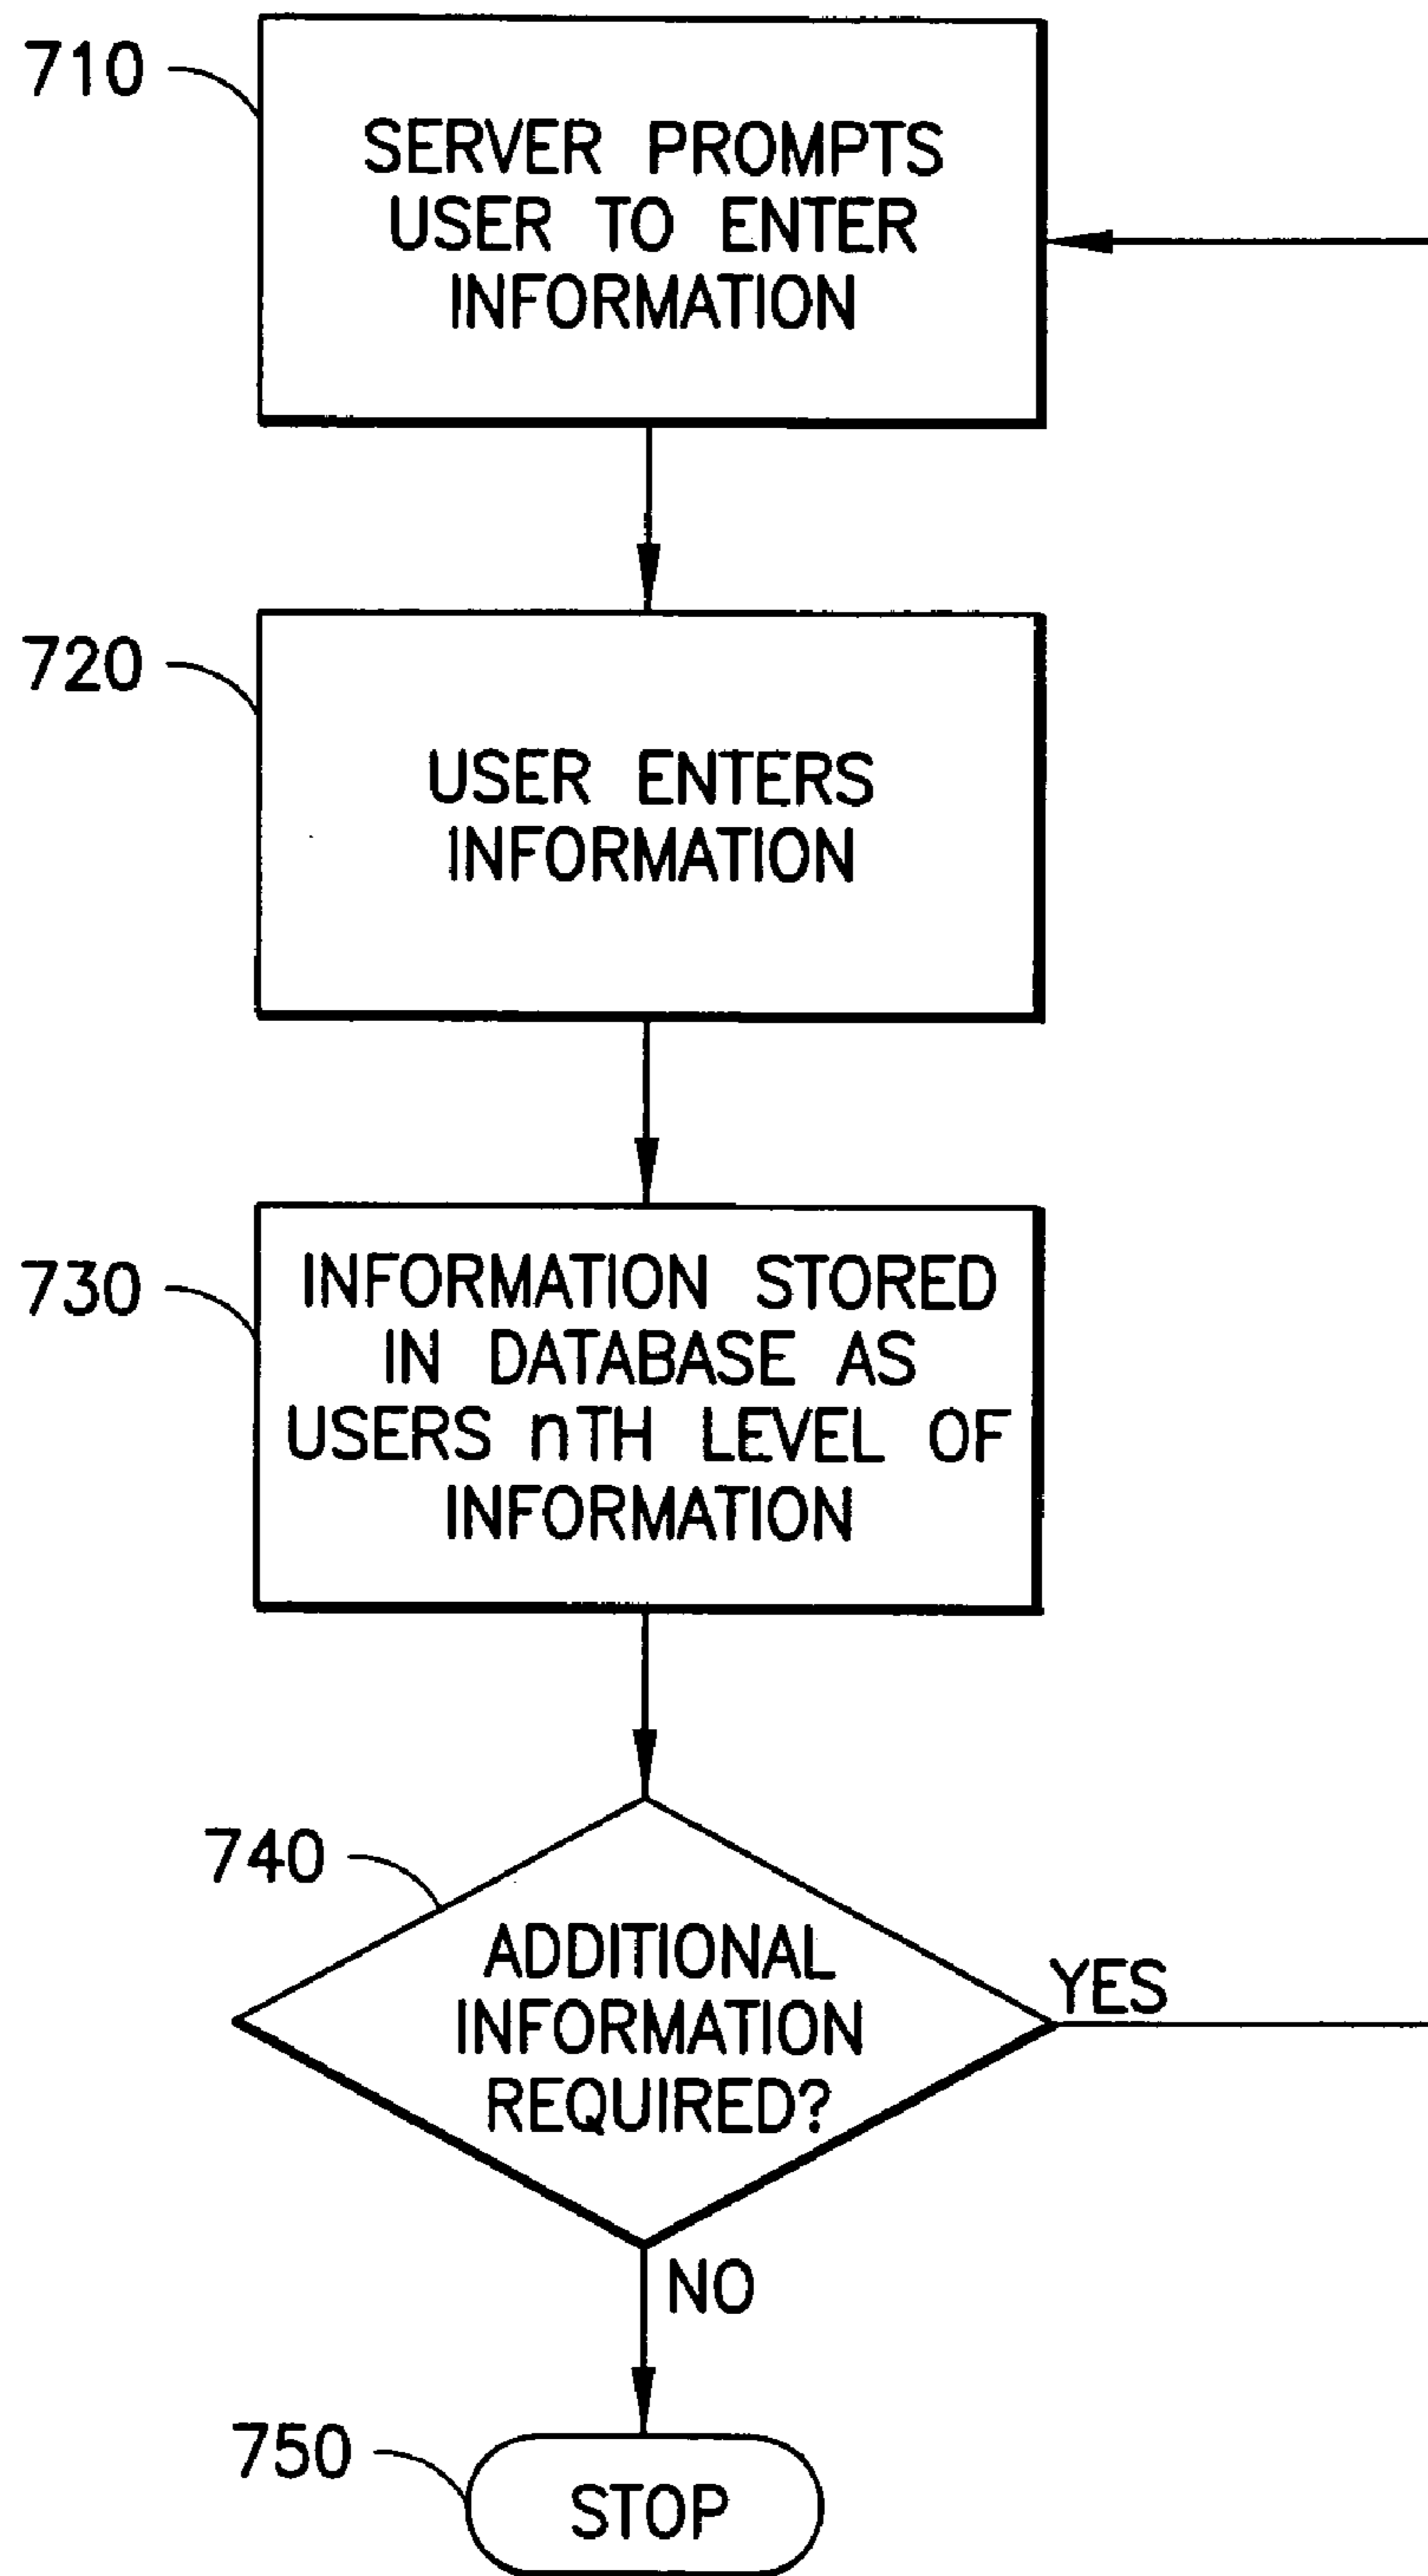 710
SERVER PROMPTS
USER TO ENTER
INFORMATION
720
USER ENTERS
INFORMATION
730
INFORMATION STORED
IN DATABASE AS
USERS nTH LEVEL OF
INFORMATION
740
ADDITIONAL
INFORMATION
REQUIRED?
YES
NO
750
STOP